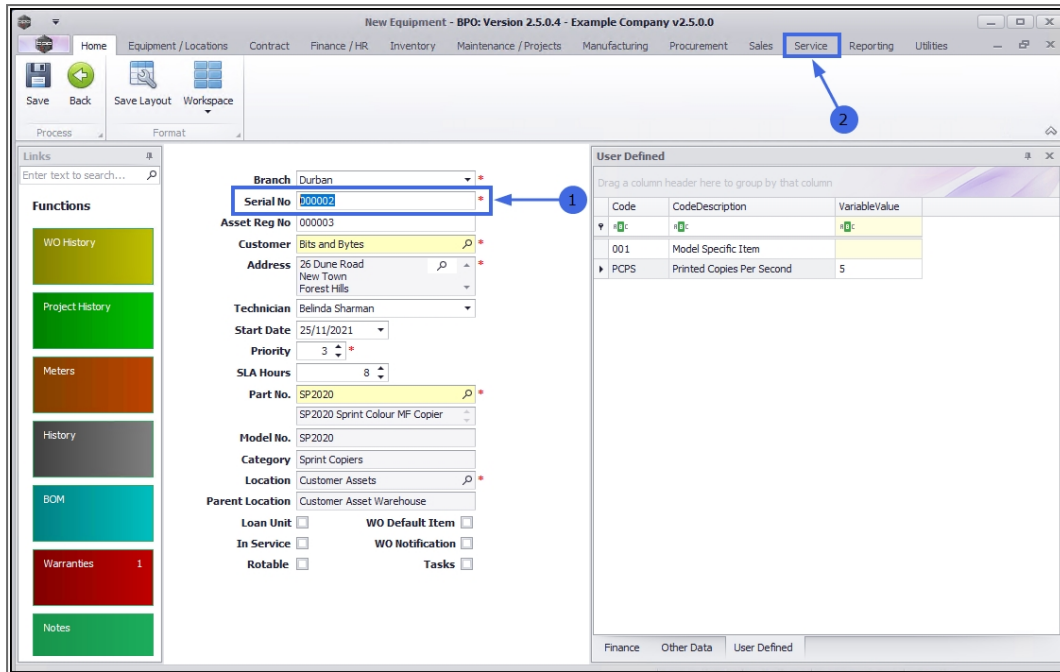 New Equipment - BPO: Version 2.5.0.4 - Example Company v2.5.0.0
Home Equipment / Locations Contract Finance / HR Inventory Maintenance / Projects Manufacturing Procurement Sales Service Reporting Utilities
Save Back Save Layout Workspace
Process Format
2
Links
Enter text to search...
Functions
WO History
Project History
Meters
History
BOM
Warranties 1
Notes
Branch Durban *
Serial No 000002 *
1
Asset Reg No 000003
Customer Bits and Bytes *
Address 26 Dune Road *
New Town
Forest Hills
Technician Belinda Sharman
Start Date 25/11/2021
Priority 3 *
SLA Hours 8
Part No. SP2020 *
SP2020 Sprint Colour MF Copier
Model No. SP2020
Category Sprint Copiers
Location Customer Assets *
Parent Location Customer Asset Warehouse
Loan Unit WO Default Item
In Service WO Notification
Rotable Tasks
User Defined
Drag a column header here to group by that column
Code CodeDescription VariableValue
001 Model Specific Item
PCPS Printed Copies Per Second 5
Finance Other Data User Defined